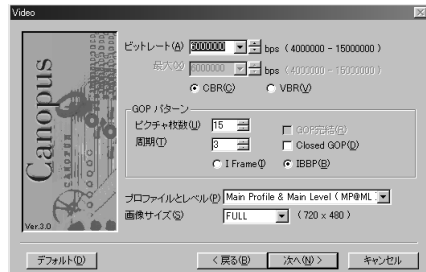 Video
Canopus
Ver.3.0
ビットレート(A) 6000000 bps ( 4000000 - 15000000 )
最大(X) 6000000 bps ( 4000000 - 15000000 )
CBR(C) VBR(V)
GOP パターン
ピクチャ枚数(U) 15
周期(T) 3
GOP完結(R)
Closed GOP(O)
I Frame(I) IBBP(B)
プロファイルとレベル(P) Main Profile & Main Level ( MP@ML
画像サイズ(S) FULL ( 720 x 480 )
デフォルト(D) < 戻る(B) 次へ(N) > キャンセル